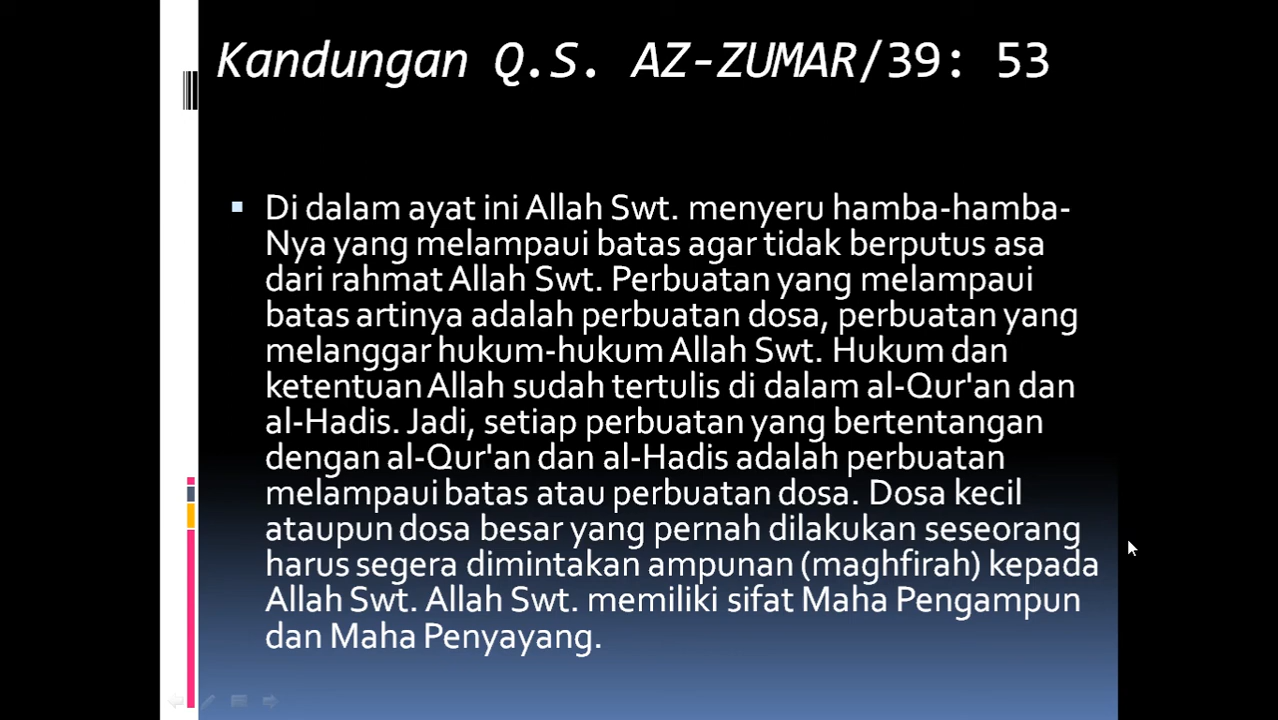 Kandungan Q.S. AZ-ZUMAR/39: 53
Di dalam ayat ini Allah Swt. menyeru hamba-hamba-
Nya yang melampaui batas agar tidak berputus asa
dari rahmat Allah Swt. Perbuatan yang melampaui
batas artinya adalah perbuatan dosa, perbuatan yang
melanggar hukum-hukum Allah Swt. Hukum dan
ketentuan Allah sudah tertulis di dalam al-Qur'an dan
al-Hadis. Jadi, setiap perbuatan yang bertentangan
dengan al-Qur'an dan al-Hadis adalah perbuatan
melampaui batas atau perbuatan dosa. Dosa kecil
ataupun dosa besar yang pernah dilakukan seseorang
harus segera dimintakan ampunan (maghfirah) kepada
Allah Swt. Allah Swt. memiliki sifat Maha Pengampun
dan Maha Penyayang.